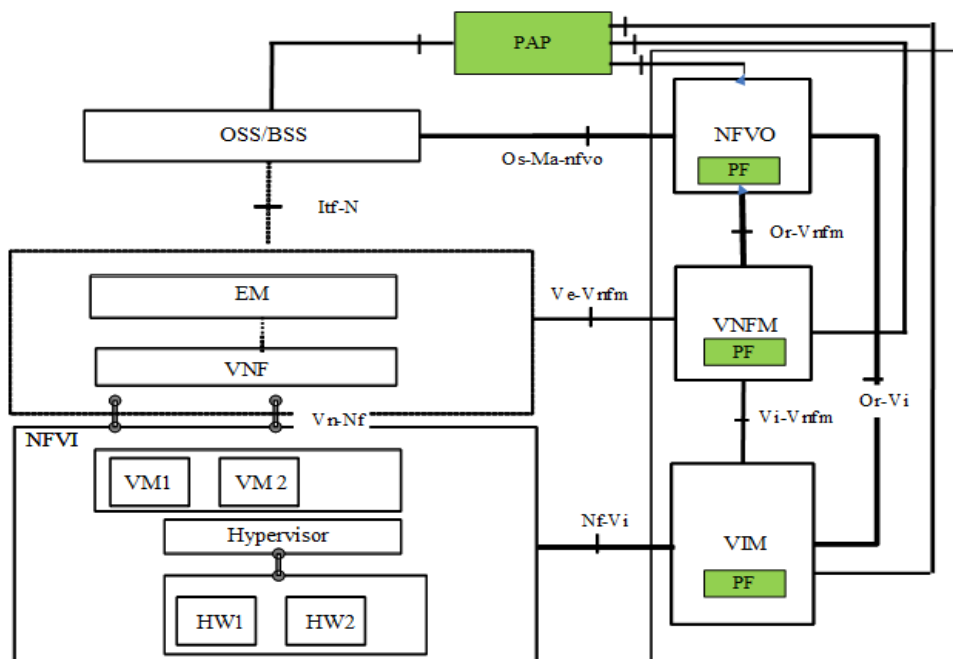 PAP
OSS/BSS
NFVO
Os-Ma-nfvo
PF
Itf-N
Or-Vnfm
EM
Ve-Vnfm
VNFM
VNF
PF
Or-Vi
Vn-Nf
Vi-Vnfm
NFVI
VM1
VM 2
Nf-Vi
Hypervisor
VIM
PF
HW1
HW2